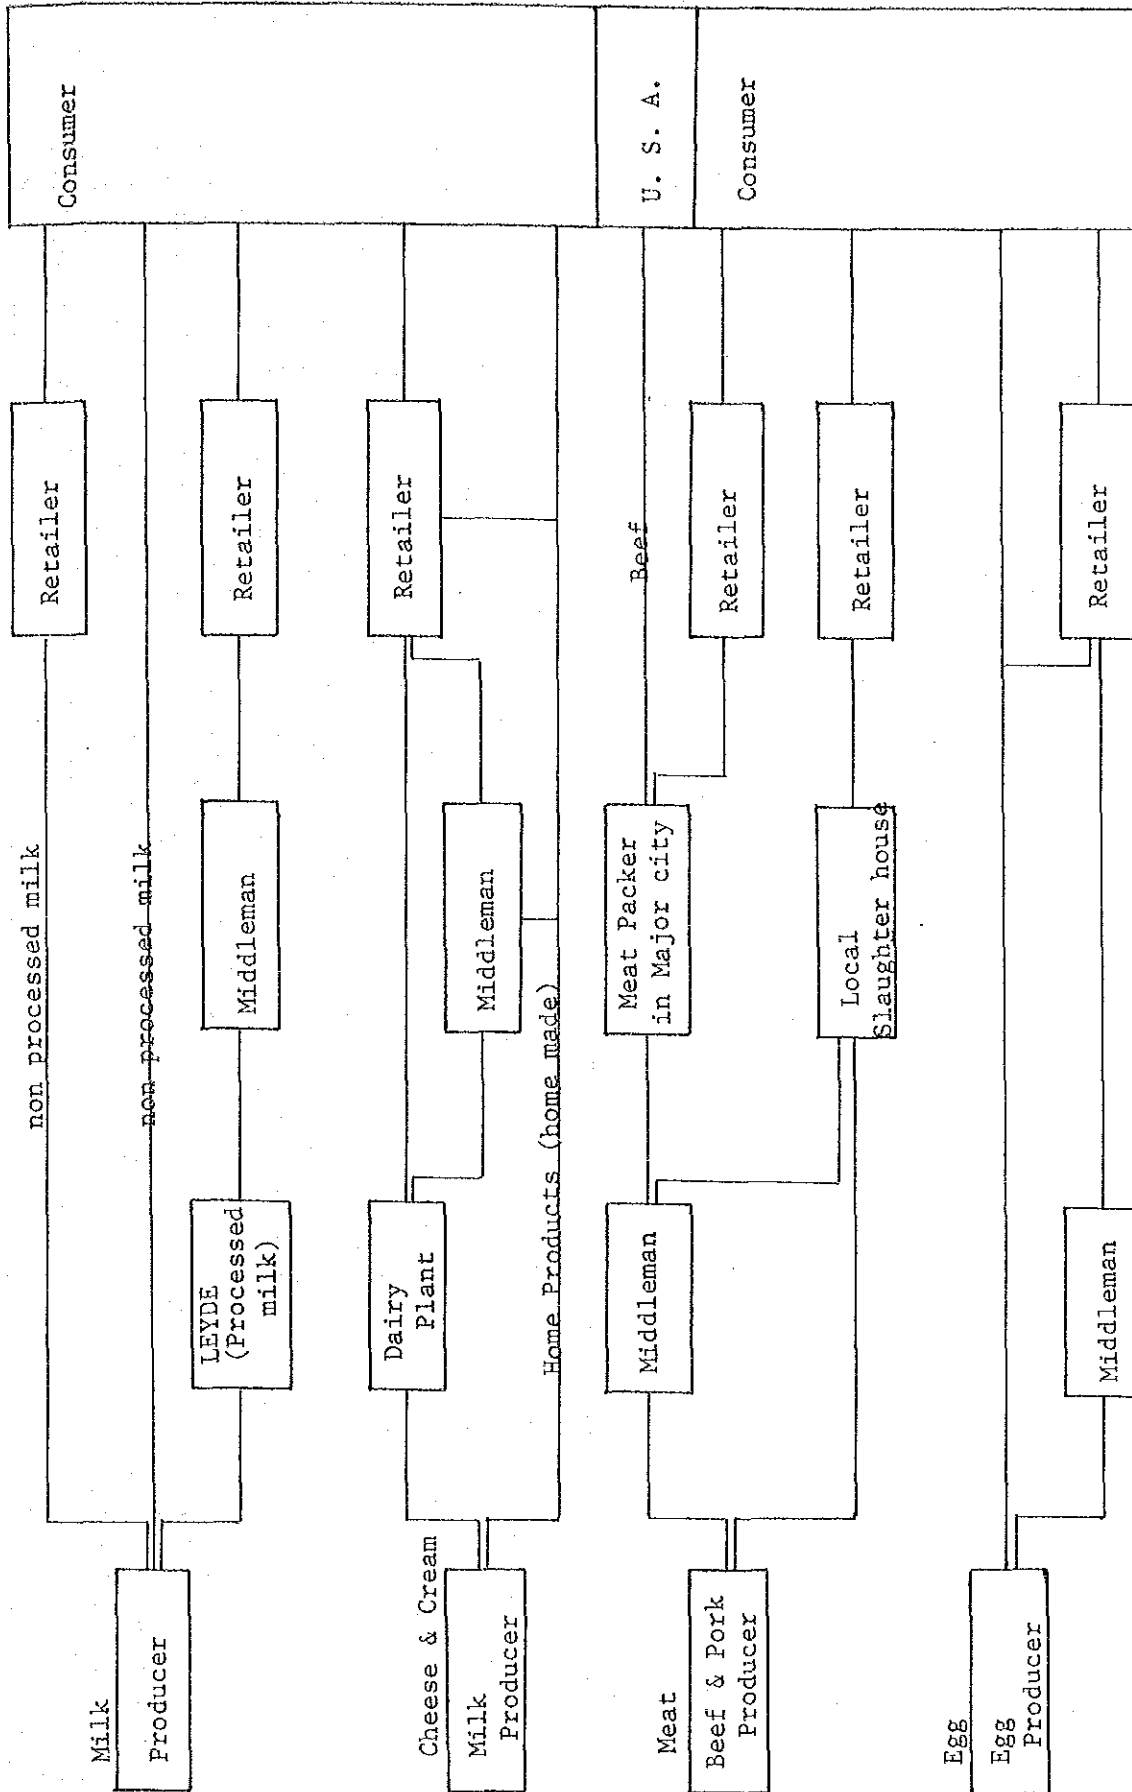 Milk
Producer
non processed milk
non processed milk
LEYDE
(Processed
milk)
Middleman
Retailer
Retailer
Consumer
Cheese & Cream
Milk
Producer
Dairy
Plant
Middleman
Retailer
Home Products (home made)
Meat
Beef & Pork
Producer
Middleman
Meat Packer
in Major city
Beef
U. S. A.
Retailer
Local
Slaughter house
Retailer
Consumer
Egg
Egg
Producer
Middleman
Retailer